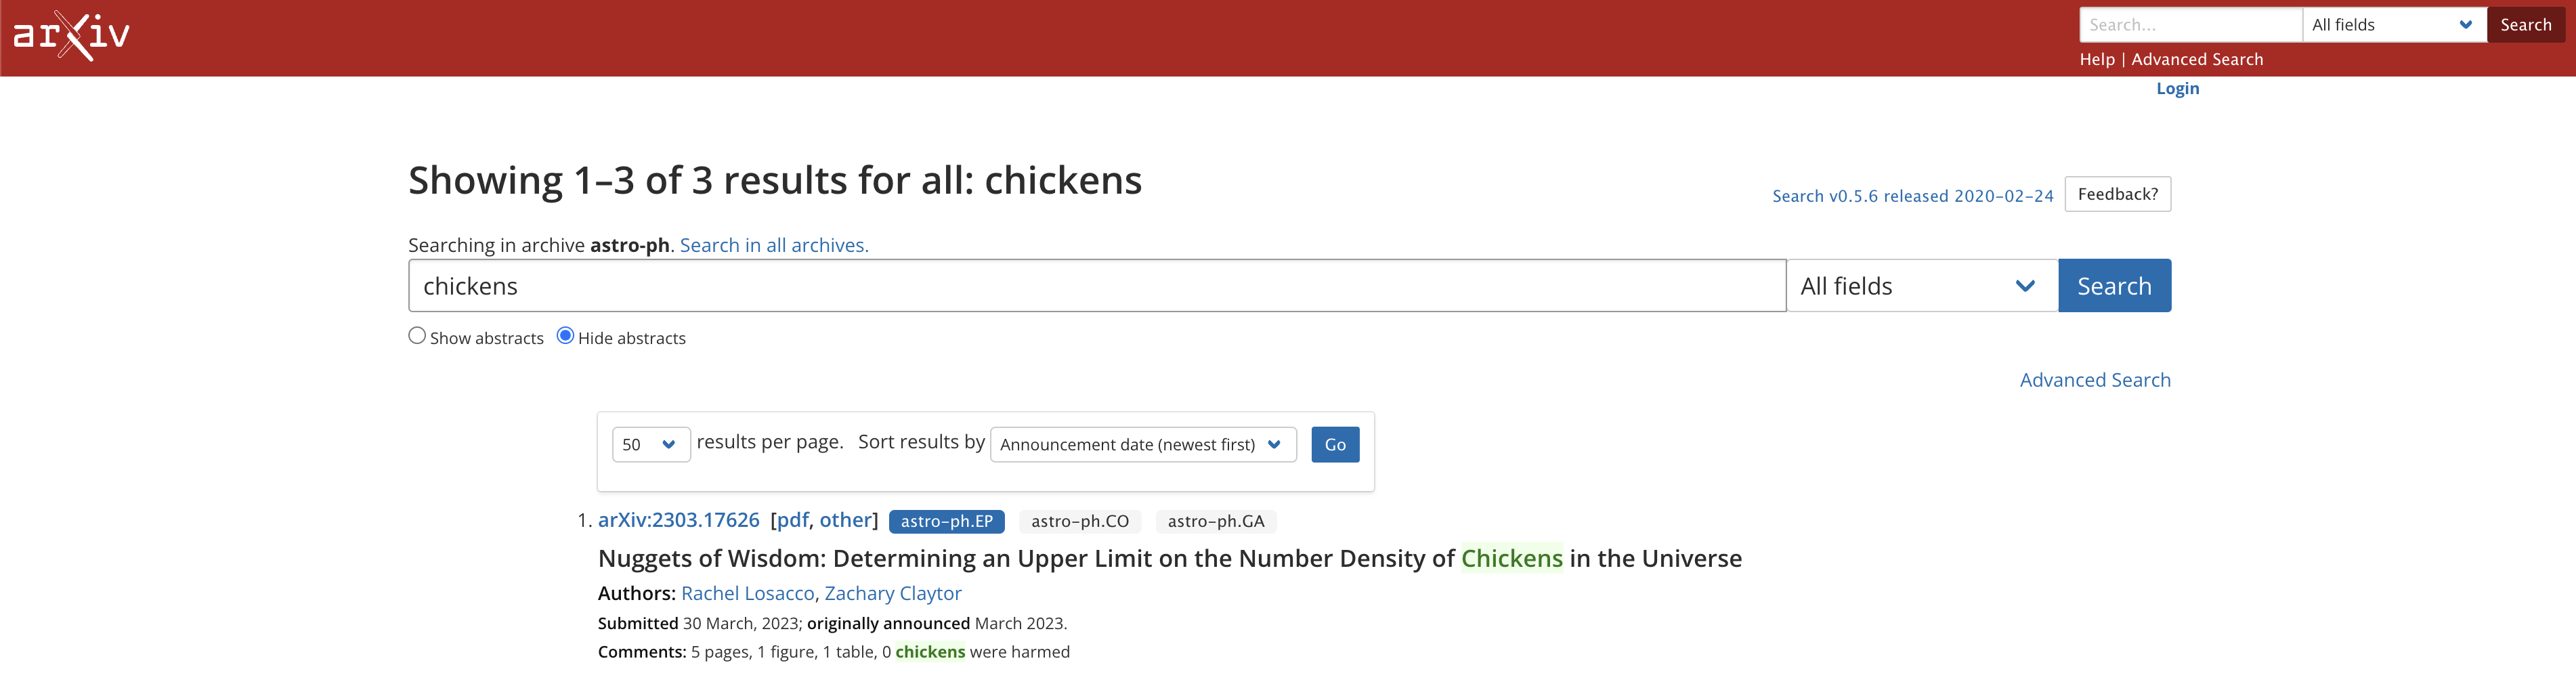 arXiv
Search...
All fields
Search
Help | Advanced Search
Login
Showing 1–3 of 3 results for all: chickens
Search v0.5.6 released 2020-02-24
Feedback?
Searching in archive astro-ph. Search in all archives.
chickens
All fields
Search
Show abstracts Hide abstracts
Advanced Search
50 results per page. Sort results by Announcement date (newest first) Go
1. arXiv:2303.17626 [pdf, other] astro-ph.EP astro-ph.CO astro-ph.GA
Nuggets of Wisdom: Determining an Upper Limit on the Number Density of Chickens in the Universe
Authors: Rachel Losacco, Zachary Claytor
Submitted 30 March, 2023; originally announced March 2023.
Comments: 5 pages, 1 figure, 1 table, 0 chickens were harmed